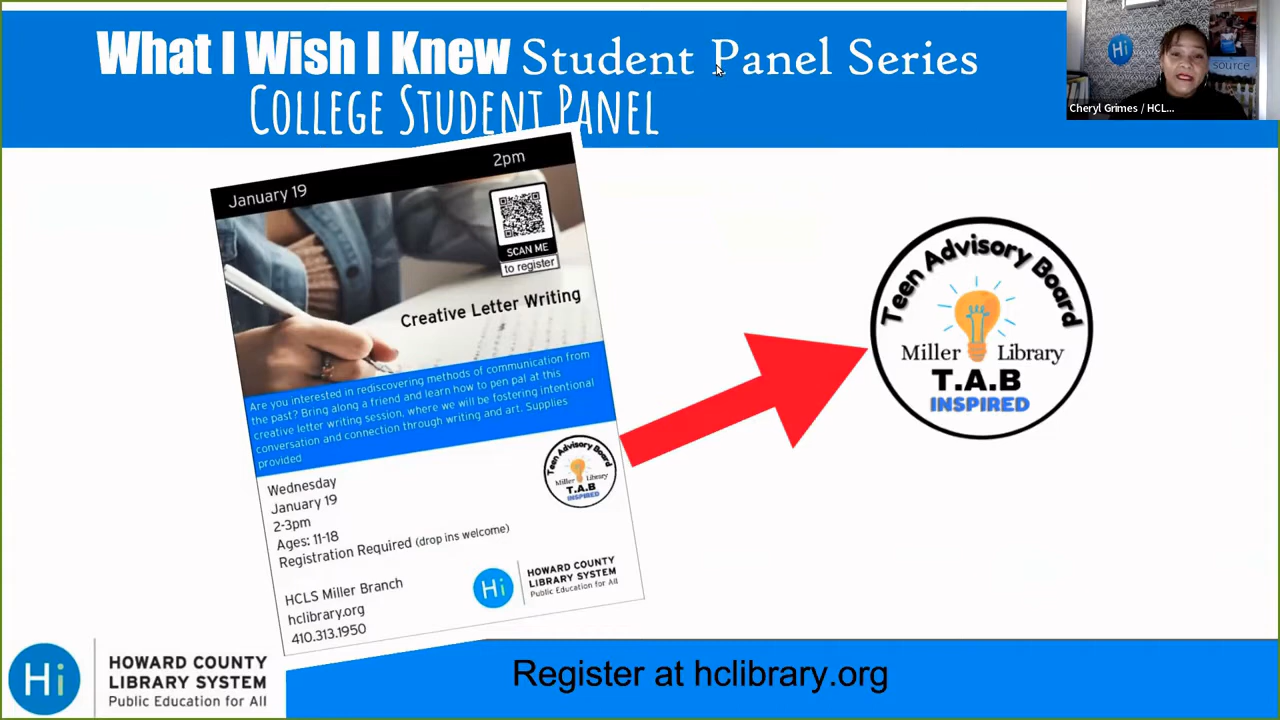 What I Wish I Knew Student Panel Series
College Student Panel
Hi
source
Cheryl Grimes / HCL...
January 19
2pm
SCAN ME
to register
Creative Letter Writing
Are you interested in rediscovering methods of communication from
the past? Bring along a friend and learn how to pen pal at this
creative letter writing session, where we will be fostering intentional
conversation and connection through writing and art. Supplies
provided
Wednesday
January 19
2-3pm
Ages: 11-18
Registration Required (drop ins welcome)
HCLS Miller Branch
hclibrary.org
410.313.1950
Teen Advisory Board
Miller Library
T.A.B
INSPIRED
Hi
HOWARD COUNTY
LIBRARY SYSTEM
Public Education for All
Teen Advisory Board
Miller Library
T.A.B
INSPIRED
Hi
HOWARD COUNTY
LIBRARY SYSTEM
Public Education for All
Register at hclibrary.org